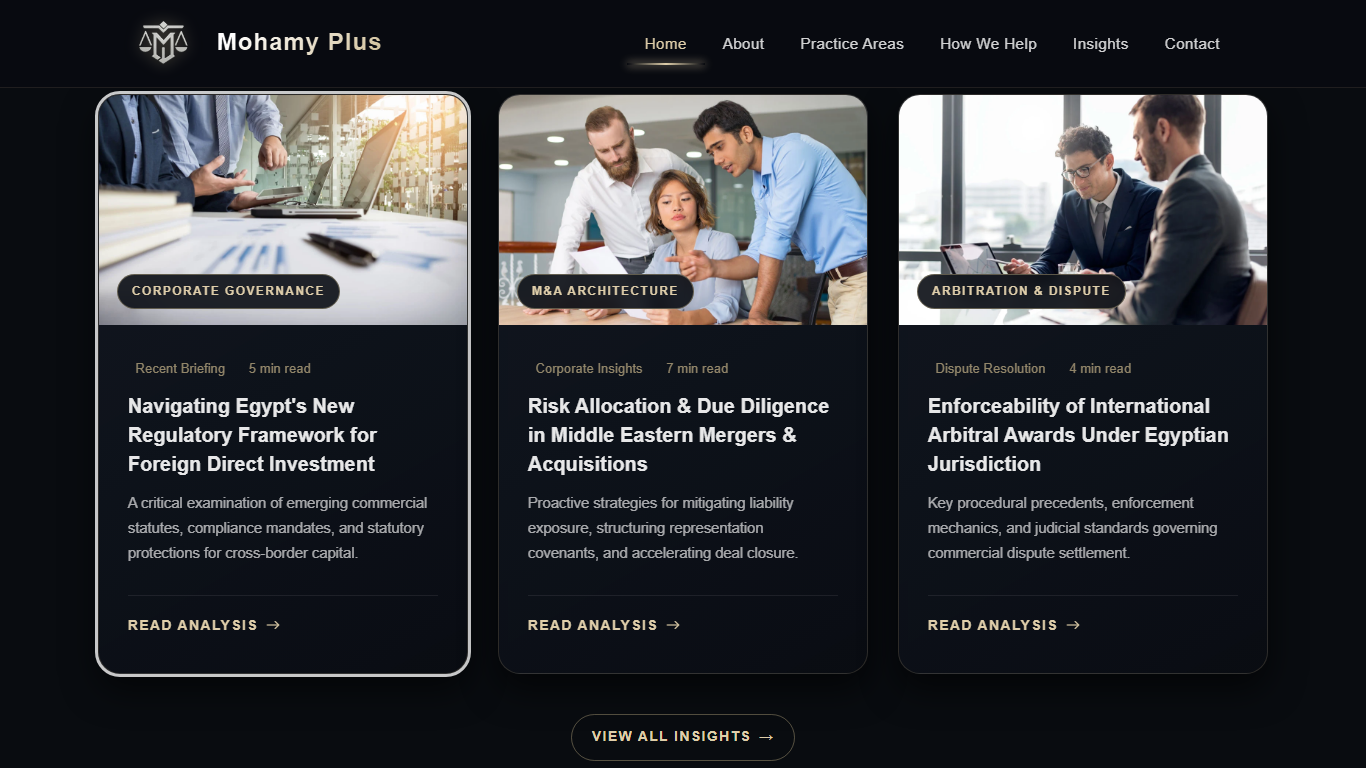 Mohamy Plus
Home
About
Practice Areas
How We Help
Insights
Contact
CORPORATE GOVERNANCE
Recent Briefing 5 min read
Navigating Egypt's New
Regulatory Framework for
Foreign Direct Investment
A critical examination of emerging commercial
statutes, compliance mandates, and statutory
protections for cross-border capital.
READ ANALYSIS →
M&A ARCHITECTURE
Corporate Insights 7 min read
Risk Allocation & Due Diligence
in Middle Eastern Mergers &
Acquisitions
Proactive strategies for mitigating liability
exposure, structuring representation
covenants, and accelerating deal closure.
READ ANALYSIS →
ARBITRATION & DISPUTE
Dispute Resolution 4 min read
Enforceability of International
Arbitral Awards Under Egyptian
Jurisdiction
Key procedural precedents, enforcement
mechanics, and judicial standards governing
commercial dispute settlement.
READ ANALYSIS →
VIEW ALL INSIGHTS →